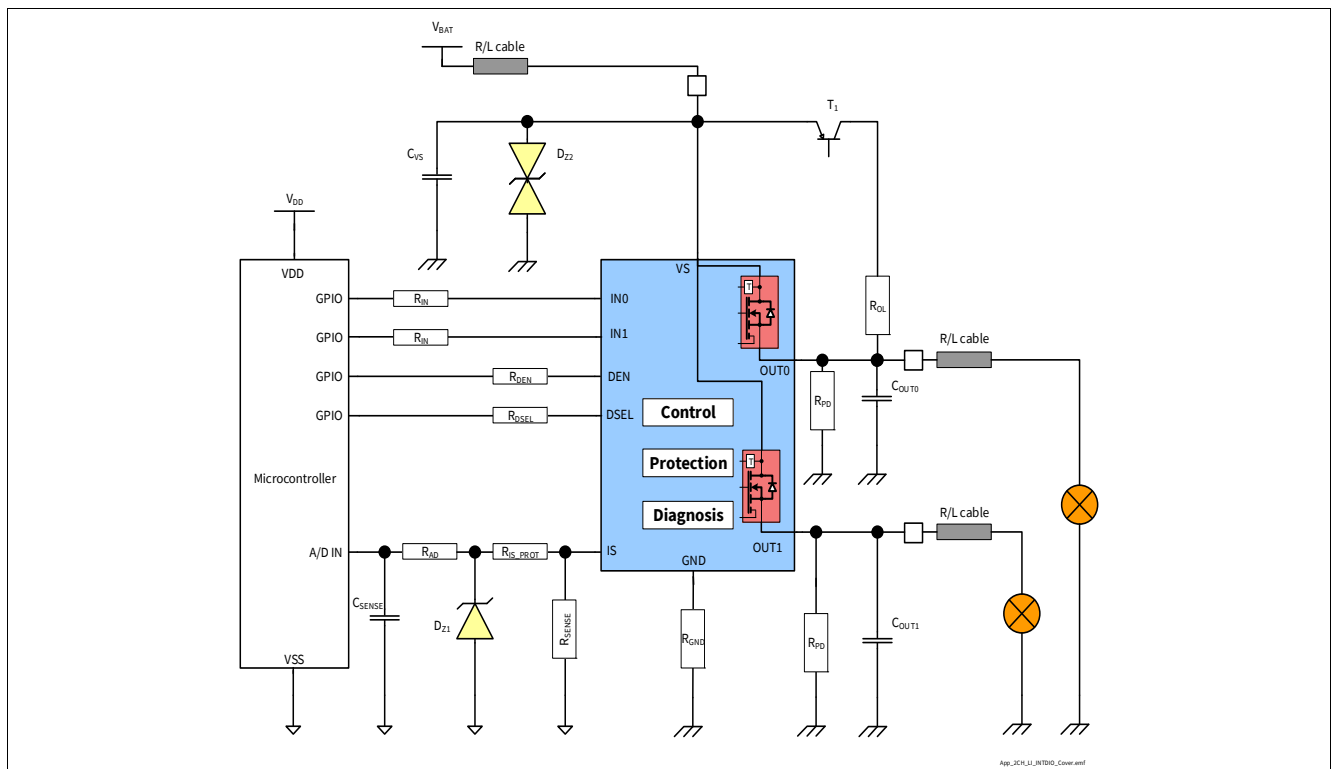 VBAT
R/L cable
T1
CVS
DZ2
VDD
VDD
VS
T
GPIO
RIN
IN0
ROL
GPIO
RIN
IN1
R/L cable
OUT0
GPIO
RDEN
DEN
COUT0
RPD
GPIO
RDSEL
DSEL
Control
Protection
T
Microcontroller
Diagnosis
R/L cable
OUT1
A/D IN
RAD
RIS_PROT
IS
GND
CSENSE
DZ1
RSENSE
RGND
RPD
COUT1
VSS
App_2CH_LI_INTDIO_Cover.emf